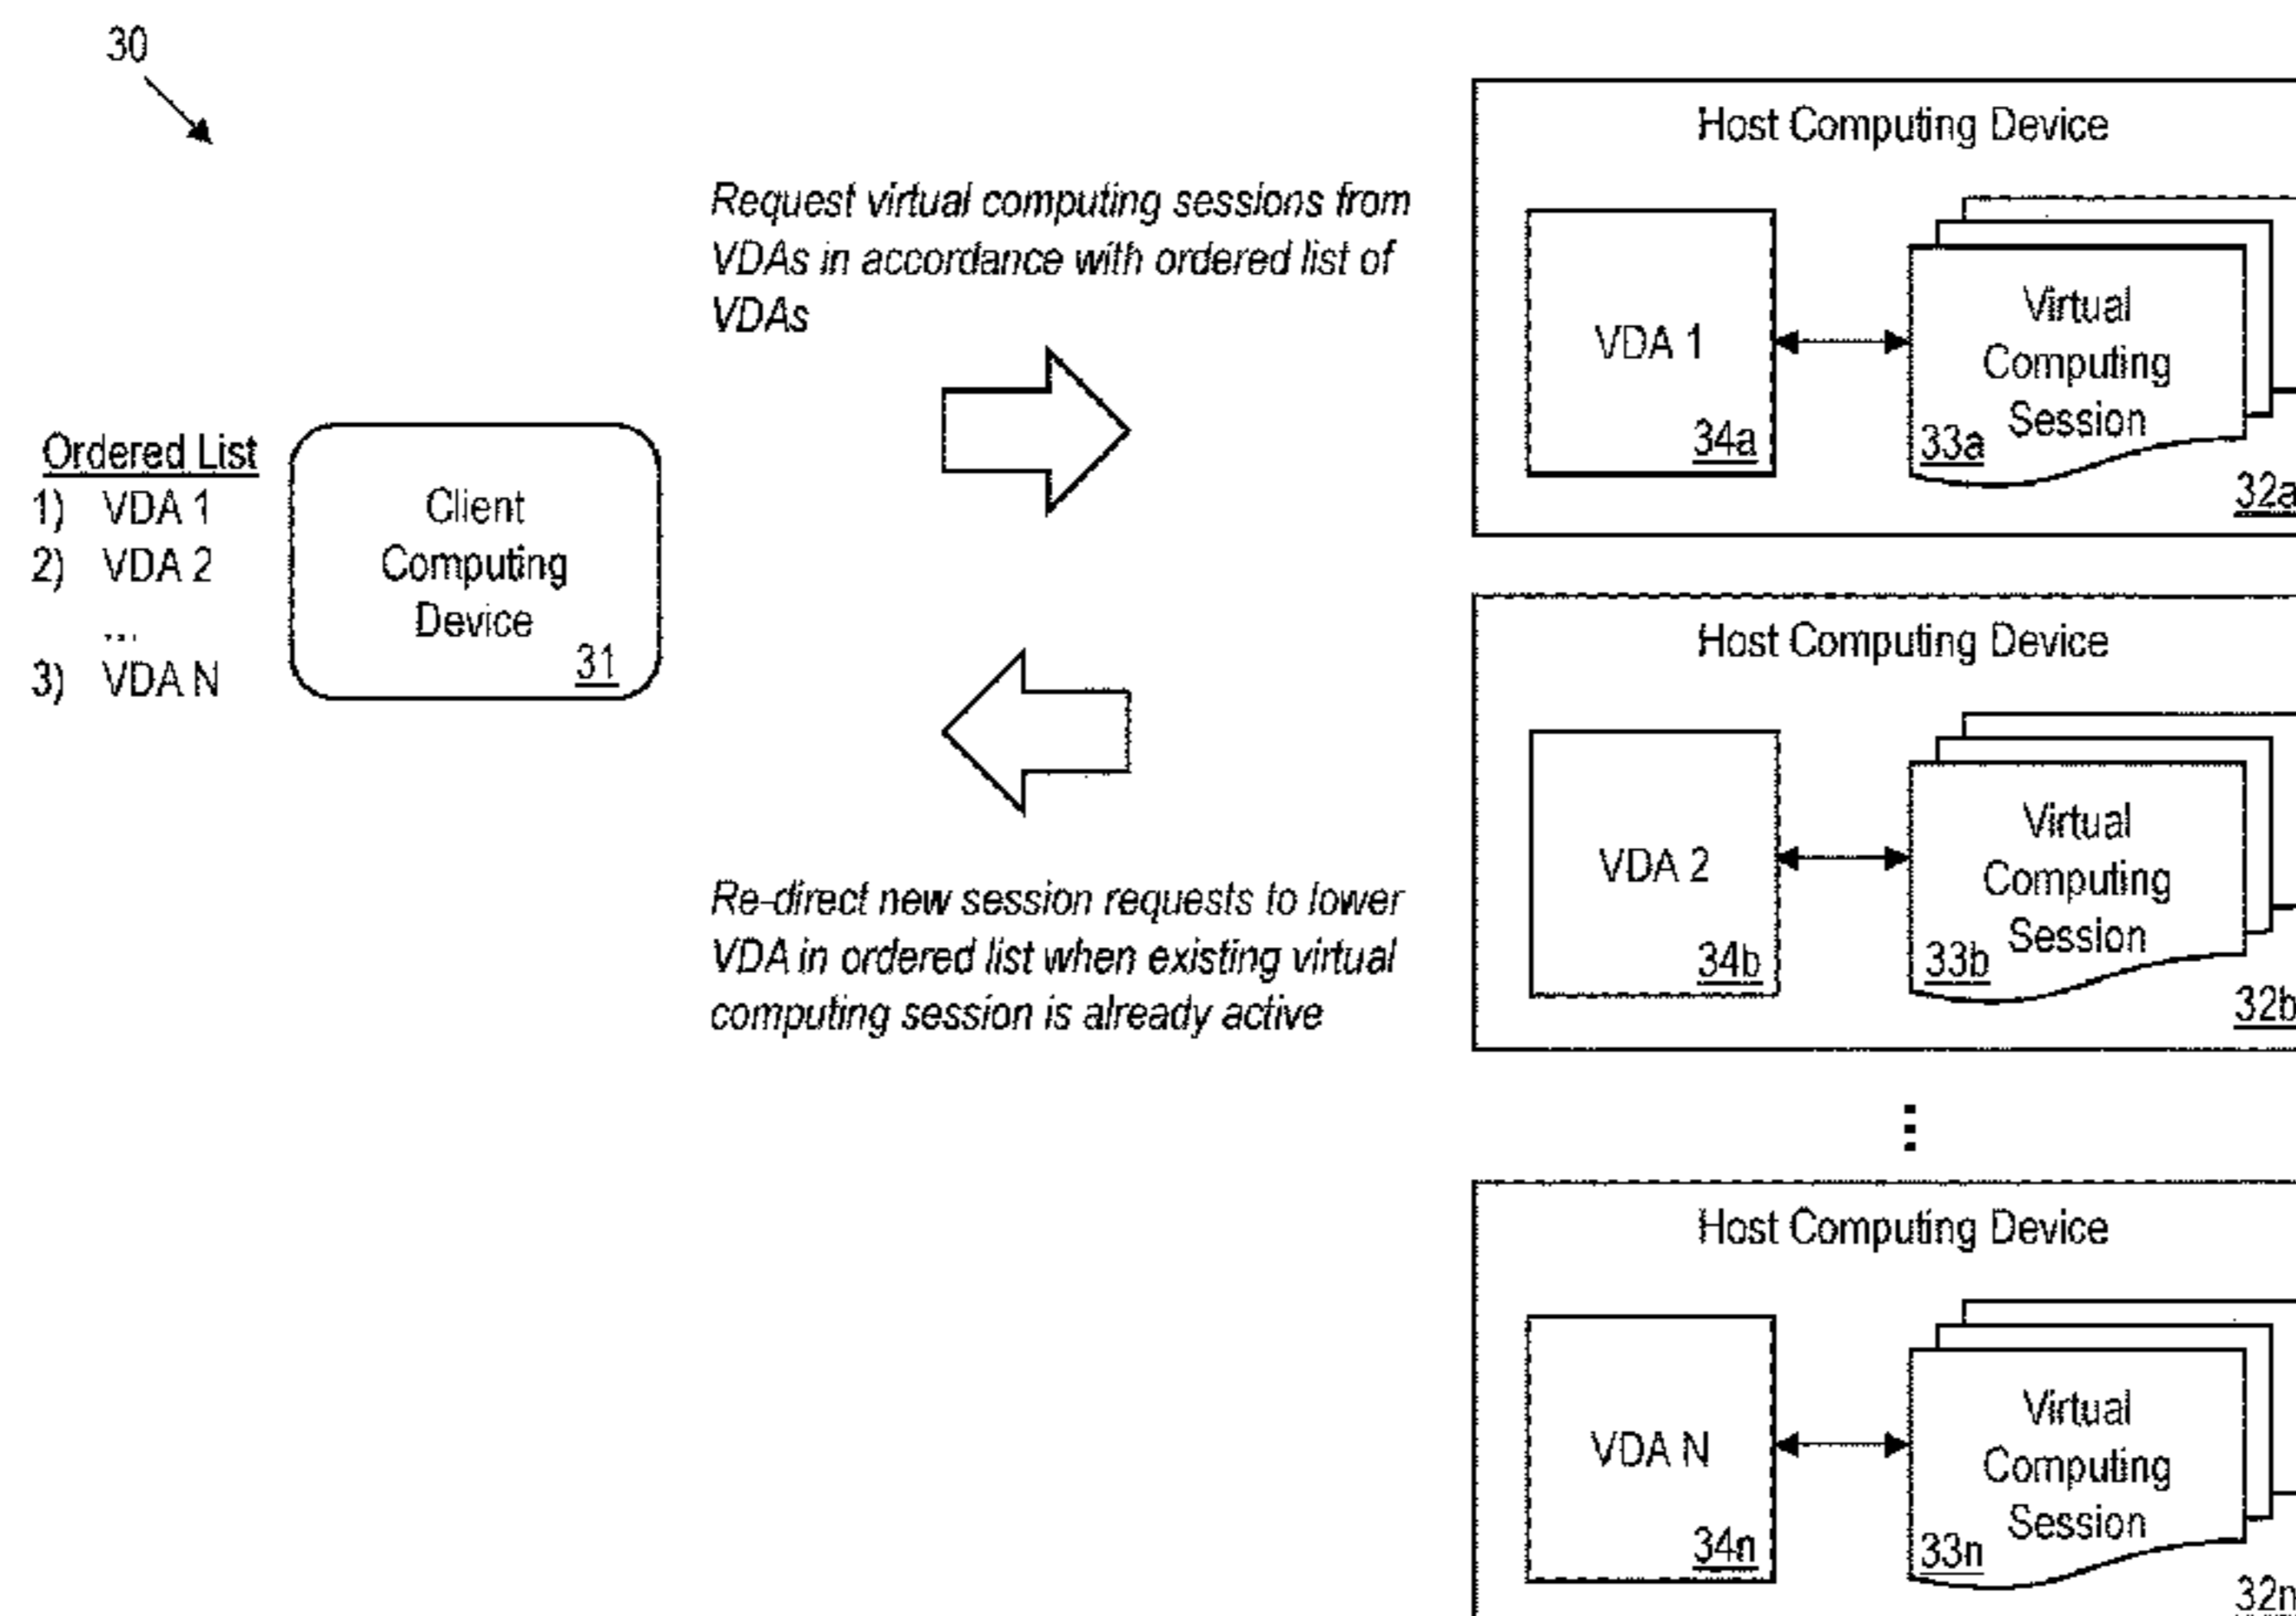 30
Ordered List
1) VDA 1
2) VDA 2
...
3) VDA N
Client
Computing
Device
31
Request virtual computing sessions from
VDAs in accordance with ordered list of
VDAs
Re-direct new session requests to lower
VDA in ordered list when existing virtual
computing session is already active
Host Computing Device
VDA 1
34a
Virtual
Computing
Session
33a
32a
Host Computing Device
VDA 2
34b
Virtual
Computing
Session
33b
32b
Host Computing Device
VDA N
34n
Virtual
Computing
Session
33n
32n